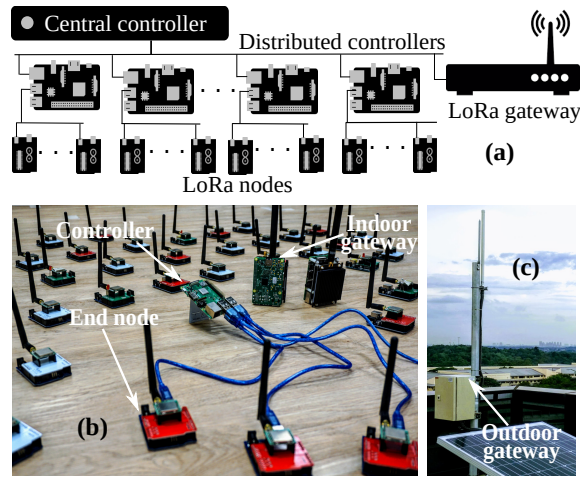 Central controller
Distributed controllers
LoRa gateway
(a)
LoRa nodes
Controller
Indoor
gateway
End node
(b)
(c)
Outdoor
gateway